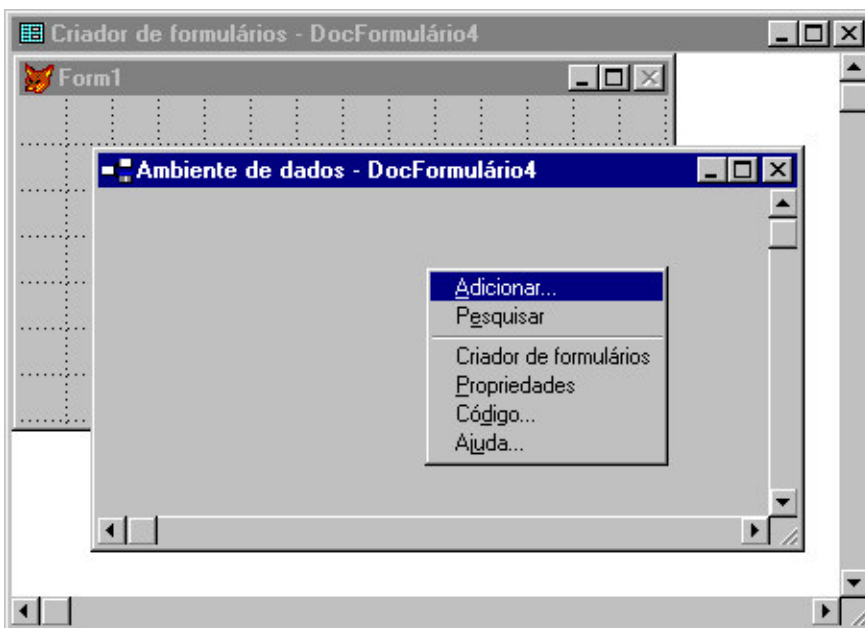 Criador de formulários - DocFormulário4
Form1
Ambiente de dados - DocFormulário4
Adicionar...
Pesquisar
Criador de formulários
Propriedades
Código...
Ajuda...